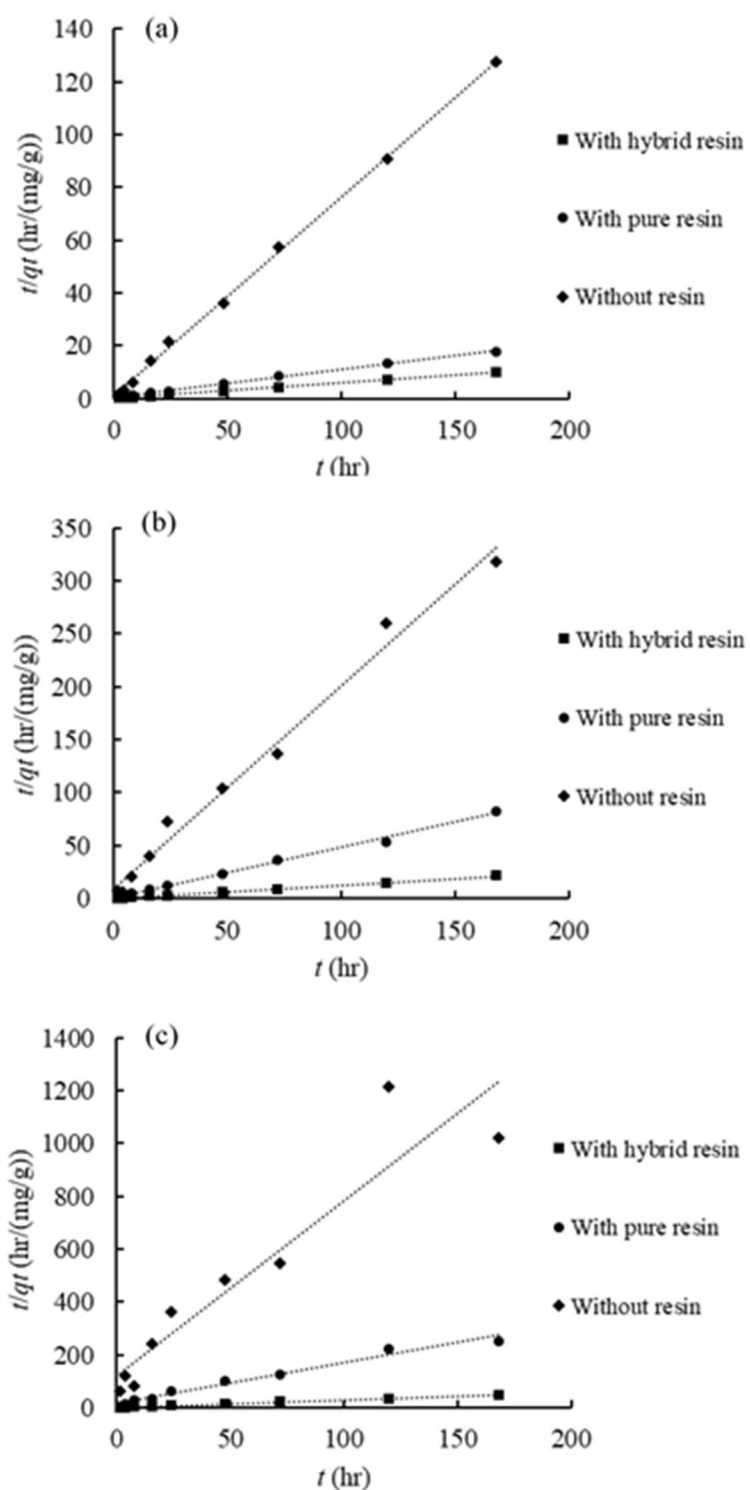 (a)
140
120
100
80
60
40
20
0
t/qt (hr/(mg/g))
0 50 100 150 200
t (hr)
With hybrid resin
With pure resin
Without resin
(b)
350
300
250
200
150
100
50
0
t/qt (hr/(mg/g))
0 50 100 150 200
t (hr)
With hybrid resin
With pure resin
Without resin
(c)
1400
1200
1000
800
600
400
200
0
t/qt (hr/(mg/g))
0 50 100 150 200
t (hr)
With hybrid resin
With pure resin
Without resin